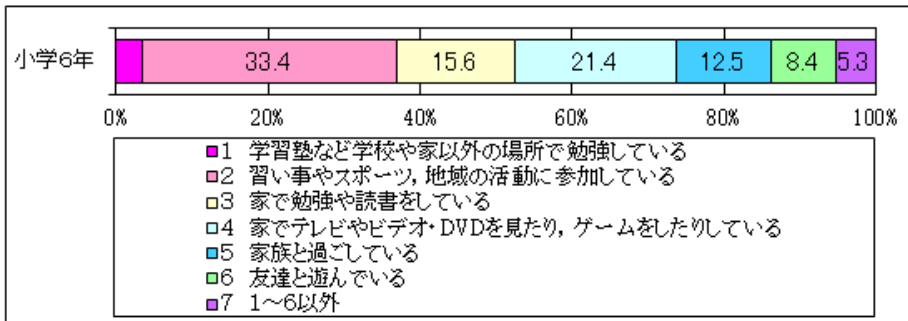 小学6年
33.4 15.6 21.4 12.5 8.4 5.3
0% 20% 40% 60% 80% 100%
1 学習塾など学校や家以外の場所で勉強している
2 習い事やスポーツ，地域の活動に参加している
3 家で勉強や読書をしている
4 家でテレビやビデオ・DVDを見たり，ゲームをしたりしている
5 家族と過ごしている
6 友達と遊んでいる
7 1～6以外